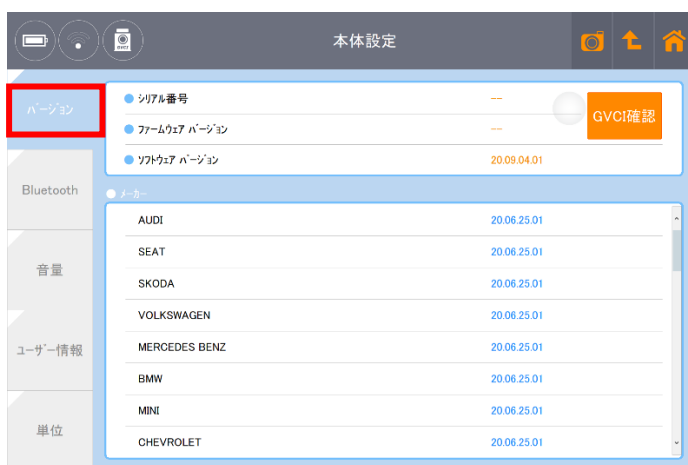 本体設定
バージョン
Bluetooth
音量
ユーザー情報
単位
シリアル番号 --
ファームウェア バージョン --
ソフトウェア バージョン 20.09.04.01
GVCI確認
メーカー
AUDI 20.06.25.01
SEAT 20.06.25.01
SKODA 20.06.25.01
VOLKSWAGEN 20.06.25.01
MERCEDES BENZ 20.06.25.01
BMW 20.06.25.01
MINI 20.06.25.01
CHEVROLET 20.06.25.01